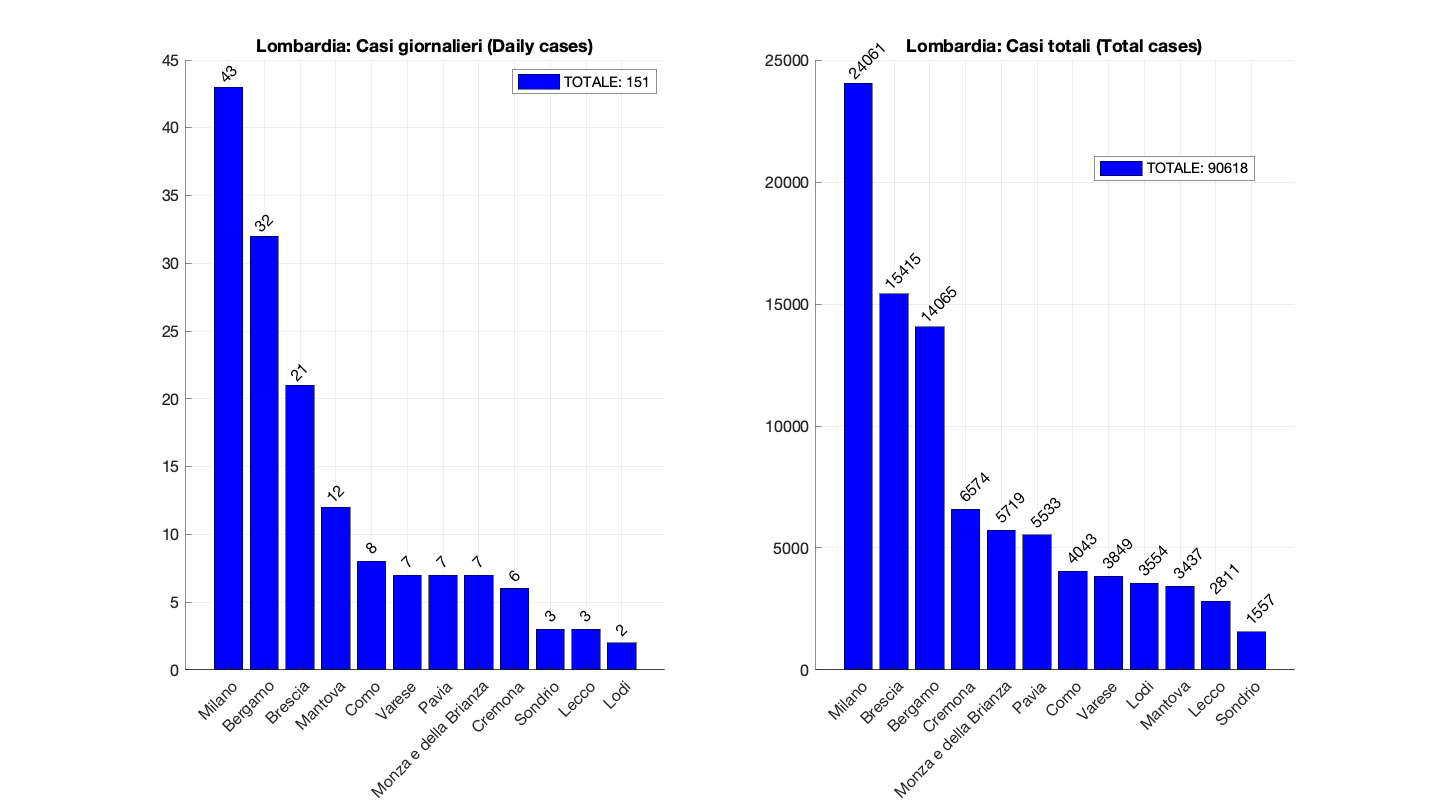 Lombardia: Casi giornalieri (Daily cases)
TOTALE: 151
45
40
35
30
25
20
15
10
5
0
43
32
21
12
8
7
7
7
6
3
3
2
Milano
Bergamo
Brescia
Mantova
Como
Varese
Pavia
Monza e della Brianza
Cremona
Sondrio
Lecco
Lodi
Lombardia: Casi totali (Total cases)
TOTALE: 90618
25000
20000
15000
10000
5000
0
24061
15415
14065
6574
5719
5533
4043
3849
3554
3437
2811
1557
Milano
Brescia
Bergamo
Cremona
Monza e della Brianza
Pavia
Como
Varese
Lodi
Mantova
Lecco
Sondrio